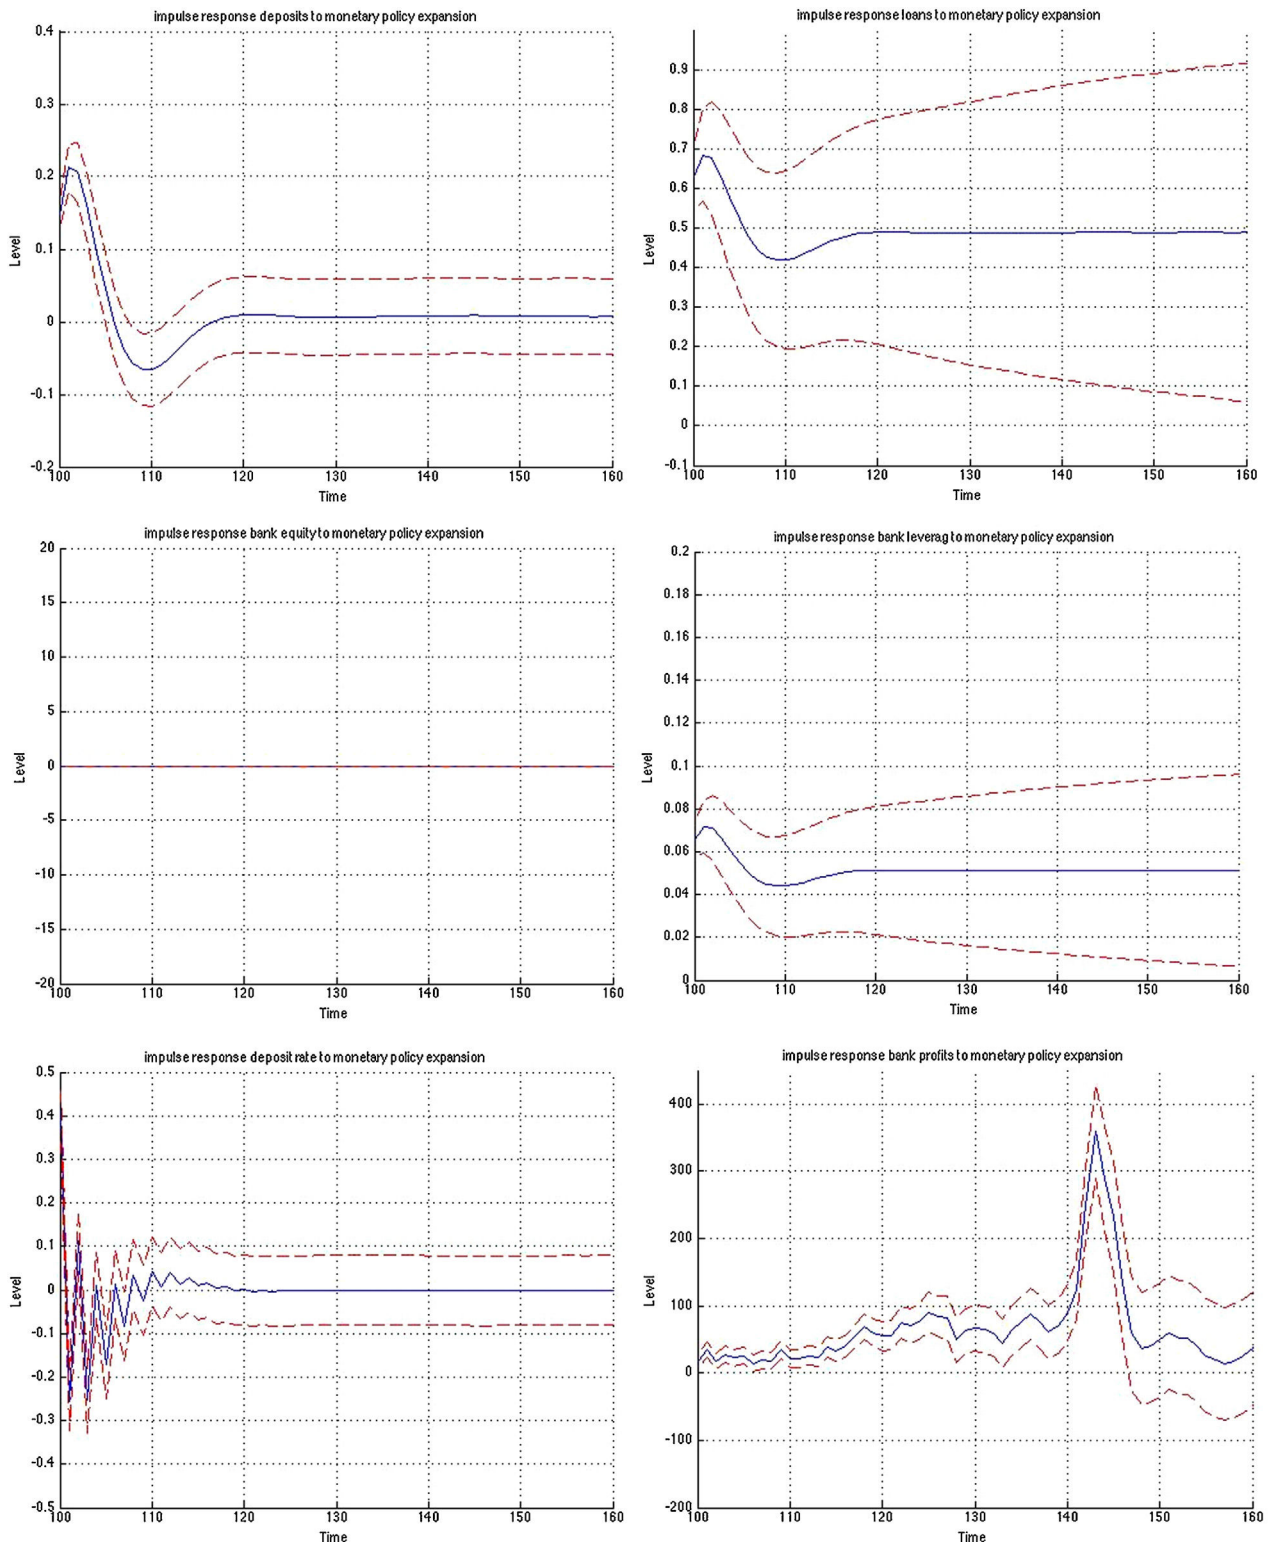 impulse response deposits to monetary policy expansion
0.4
0.3
0.2
0.1
0
-0.1
-0.2
Level
100 110 120 130 140 150 160
Time
impulse response loans to monetary policy expansion
0.9
0.8
0.7
0.6
0.5
0.4
0.3
0.2
0.1
0
-0.1
Level
100 110 120 130 140 150 160
Time
impulse response bank equity to monetary policy expansion
20
15
10
5
0
-5
-10
-15
-20
Level
100 110 120 130 140 150 160
Time
impulse response bank leverag to monetary policy expansion
0.2
0.18
0.16
0.14
0.12
0.1
0.08
0.06
0.04
0.02
0
Level
100 110 120 130 140 150 160
Time
impulse response deposit rate to monetary policy expansion
0.5
0.4
0.3
0.2
0.1
0
-0.1
-0.2
-0.3
-0.4
-0.5
Level
100 110 120 130 140 150 160
Time
impulse response bank profits to monetary policy expansion
400
300
200
100
0
-100
-200
Level
100 110 120 130 140 150 160
Time